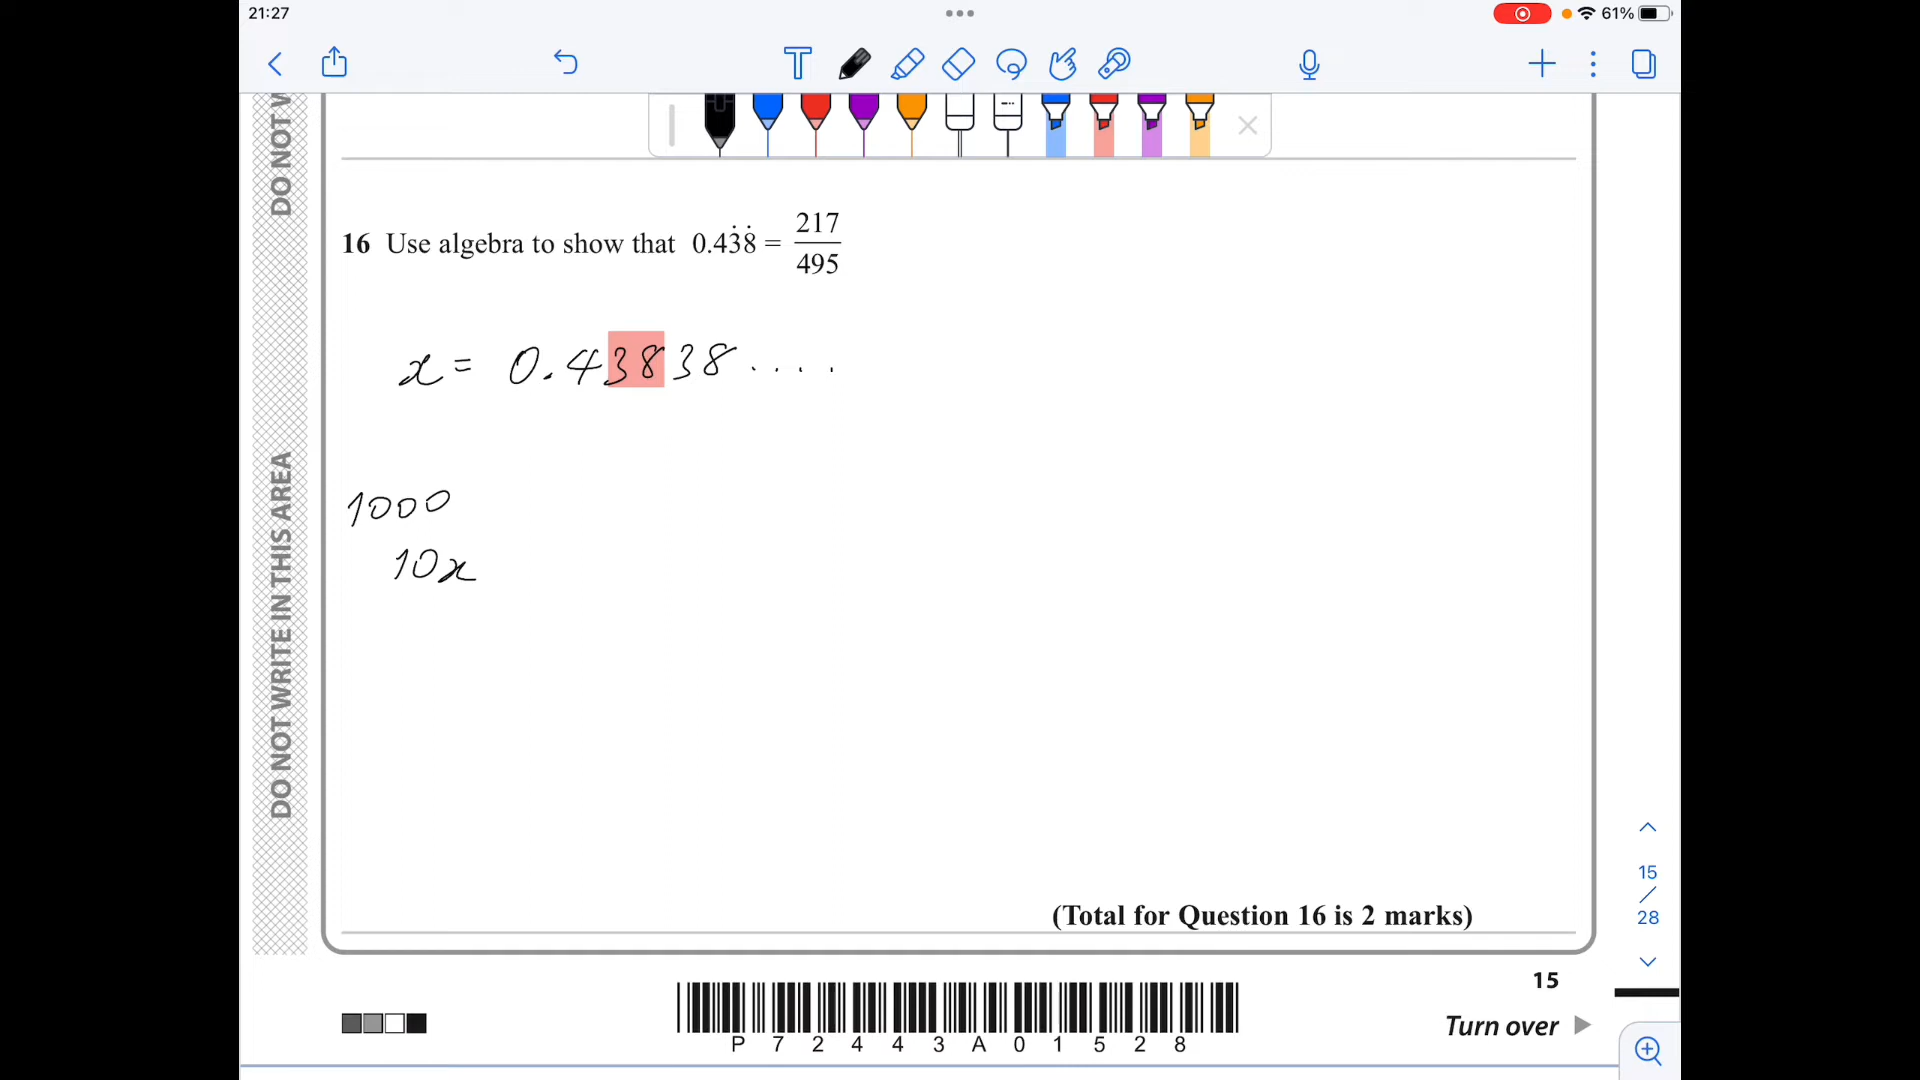 21:27
61%
DO NOT W
DO NOT WRITE IN THIS AREA
16 Use algebra to show that 0.43̇8̇ = 217/495
x = 0.43838....
1000
10x
(Total for Question 16 is 2 marks)
15
/
28
15
Turn over
P 7 2 4 4 3 A 0 1 5 2 8